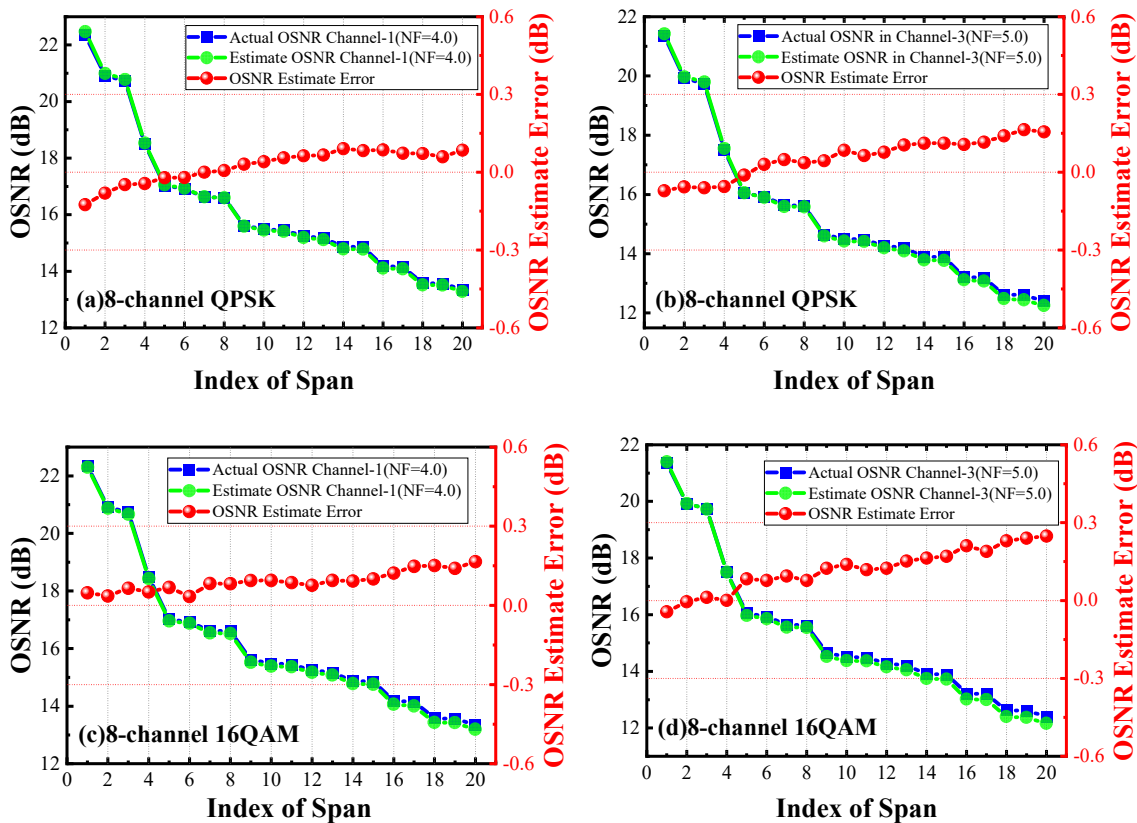 OSNR (dB)
22
20
18
16
14
12
Actual OSNR Channel-1(NF=4.0)
Estimate OSNR Channel-1(NF=4.0)
OSNR Estimate Error
(a)8-channel QPSK
0 2 4 6 8 10 12 14 16 18 20
Index of Span
0.6
0.3
0.0
-0.3
-0.6
OSNR Estimate Error (dB)
OSNR (dB)
22
20
18
16
14
12
Actual OSNR in Channel-3(NF=5.0)
Estimate OSNR in Channel-3(NF=5.0)
OSNR Estimate Error
(b)8-channel QPSK
0 2 4 6 8 10 12 14 16 18 20
Index of Span
0.6
0.3
0.0
-0.3
-0.6
OSNR Estimate Error (dB)
OSNR (dB)
22
20
18
16
14
12
Actual OSNR Channel-1(NF=4.0)
Estimate OSNR Channel-1(NF=4.0)
OSNR Estimate Error
(c)8-channel 16QAM
0 2 4 6 8 10 12 14 16 18 20
Index of Span
0.6
0.3
0.0
-0.3
-0.6
OSNR Estimate Error (dB)
OSNR (dB)
22
20
18
16
14
12
Actual OSNR Channel-3(NF=5.0)
Estimate OSNR Channel-3(NF=5.0)
OSNR Estimate Error
(d)8-channel 16QAM
0 2 4 6 8 10 12 14 16 18 20
Index of Span
0.6
0.3
0.0
-0.3
-0.6
OSNR Estimate Error (dB)